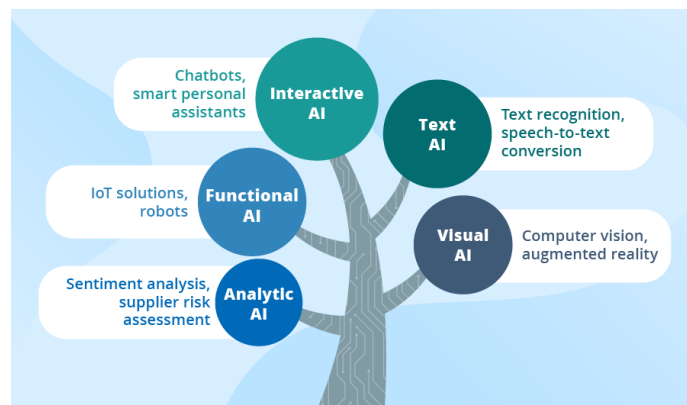 Chatbots,
smart personal
assistants
Interactive
AI
Text
AI
Text recognition,
speech-to-text
conversion
IoT solutions,
robots
Functional
AI
Visual
AI
Computer vision,
augmented reality
Sentiment analysis,
supplier risk
assessment
Analytic
AI